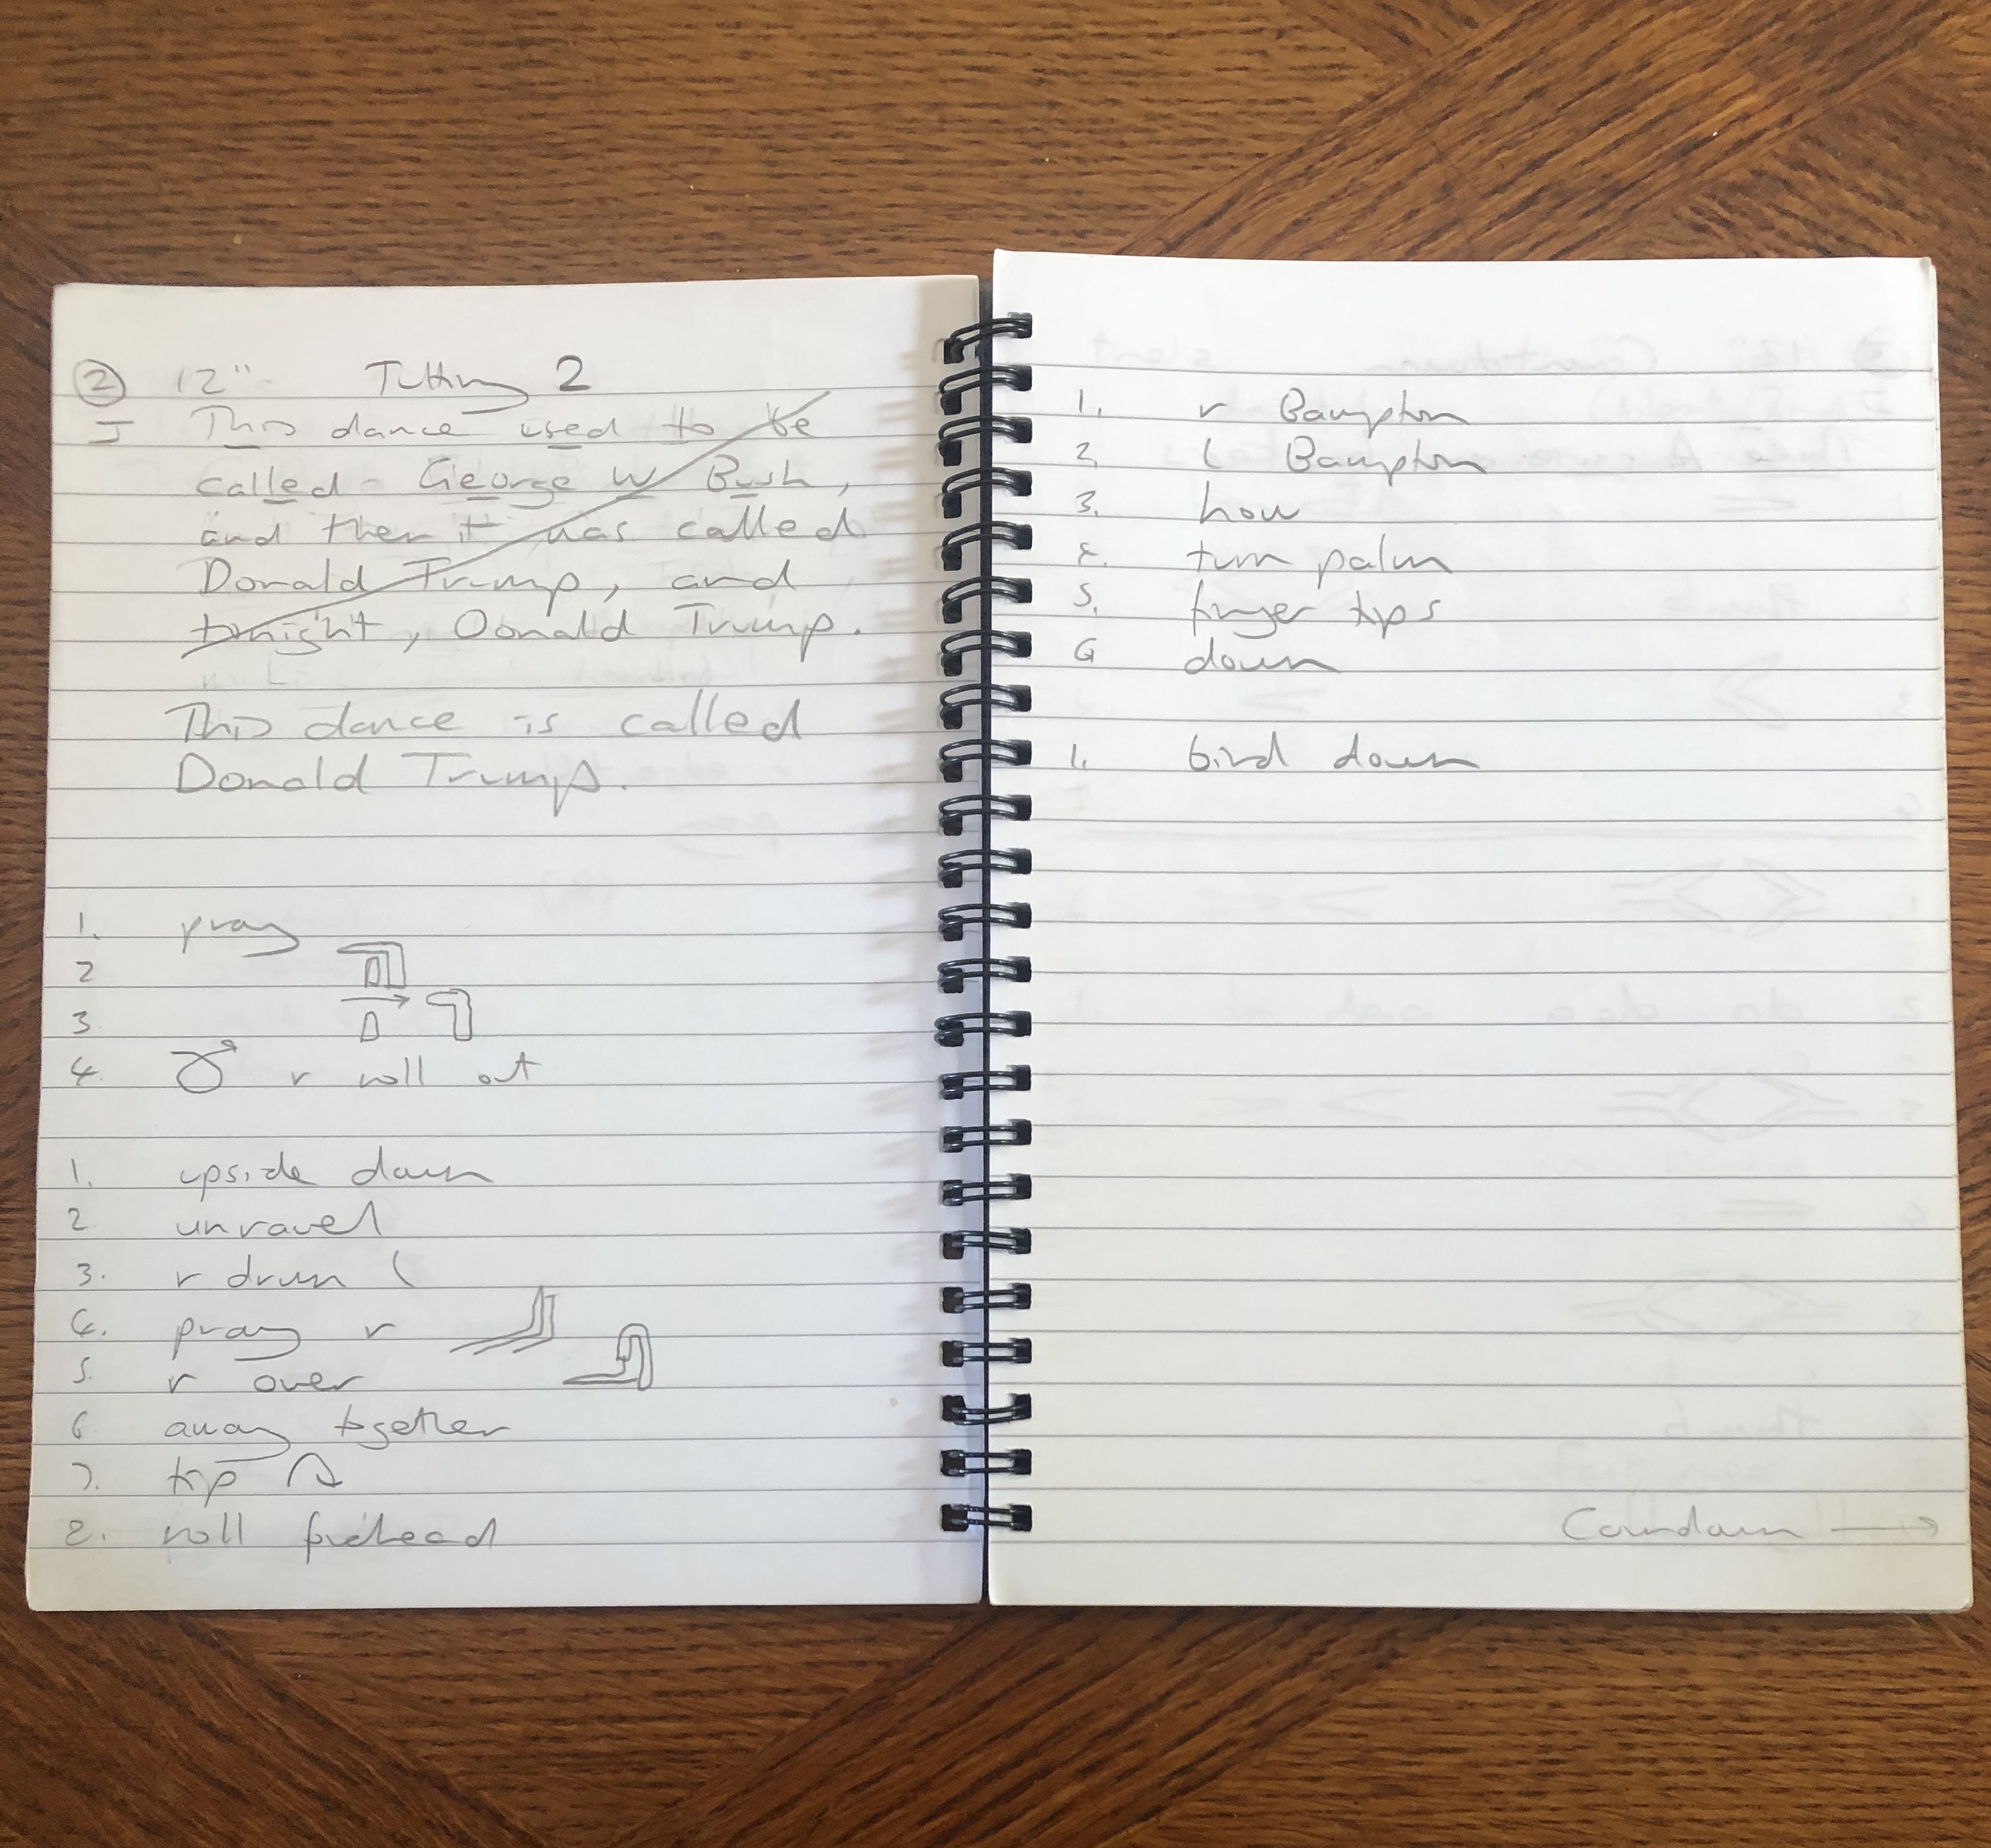 ② 12" Tutting 2
J This dance used to be
called - George W Bush,
and then it was called
Donald Trump, and
tonight, Donald Trump.
This dance is called
Donald Trump.
1. pray
2
3.
4. r roll out
1. upside down
2 unravel
3. r drum l
4. pray r
5. r over
6 away together
7. tip
8. roll forehead
1. r Bampton
2. l Bampton
3. how
4. turn palm
5. finger tips
6 down
1. bird down
Countdown →